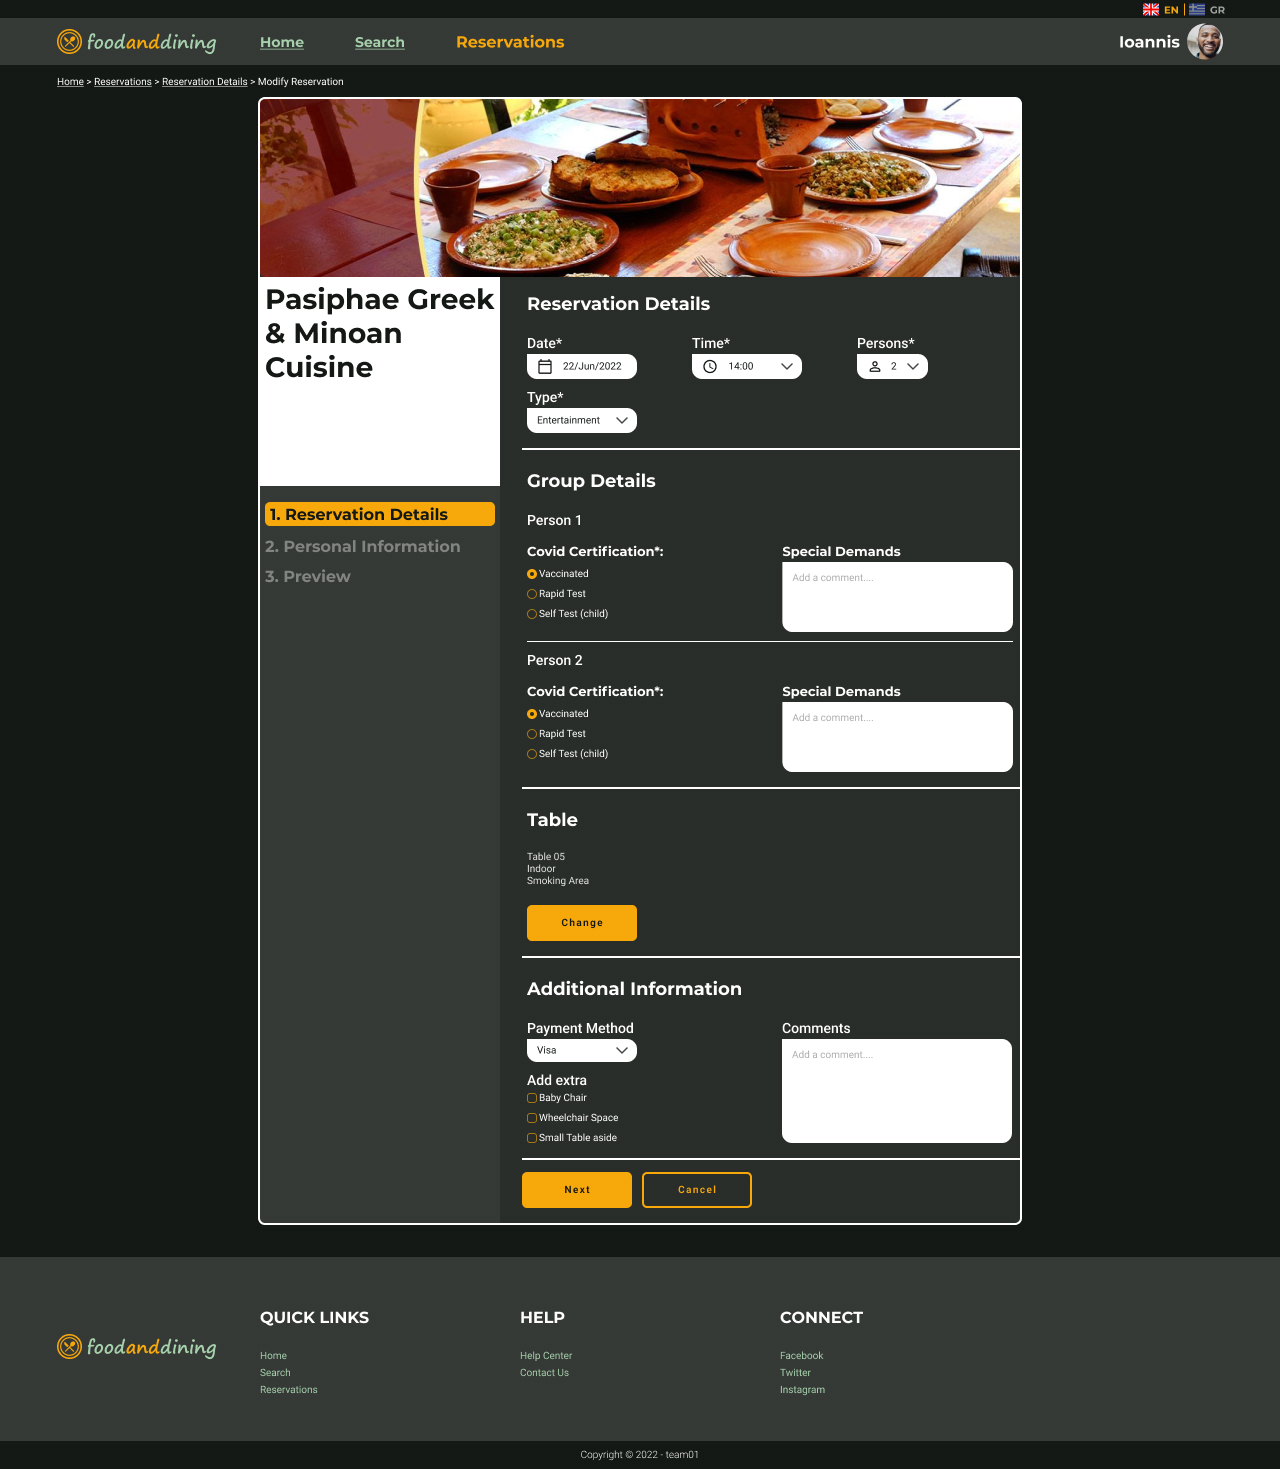 EN | GR
foodanddining
Home
Search
Reservations
Ioannis
Home > Reservations > Reservation Details > Modify Reservation
Pasiphae Greek
& Minoan
Cuisine
1. Reservation Details
2. Personal Information
3. Preview
Reservation Details
Date* Time* Persons*
22/Jun/2022 14:00 2
Type*
Entertainment
Group Details
Person 1
Covid Certification*: Special Demands
Vaccinated Add a comment....
Rapid Test
Self Test (child)
Person 2
Covid Certification*: Special Demands
Vaccinated Add a comment....
Rapid Test
Self Test (child)
Table
Table 05
Indoor
Smoking Area
Change
Additional Information
Payment Method Comments
Visa Add a comment....
Add extra
Baby Chair
Wheelchair Space
Small Table aside
Next Cancel
foodanddining
QUICK LINKS
Home
Search
Reservations
HELP
Help Center
Contact Us
CONNECT
Facebook
Twitter
Instagram
Copyright © 2022 - team01